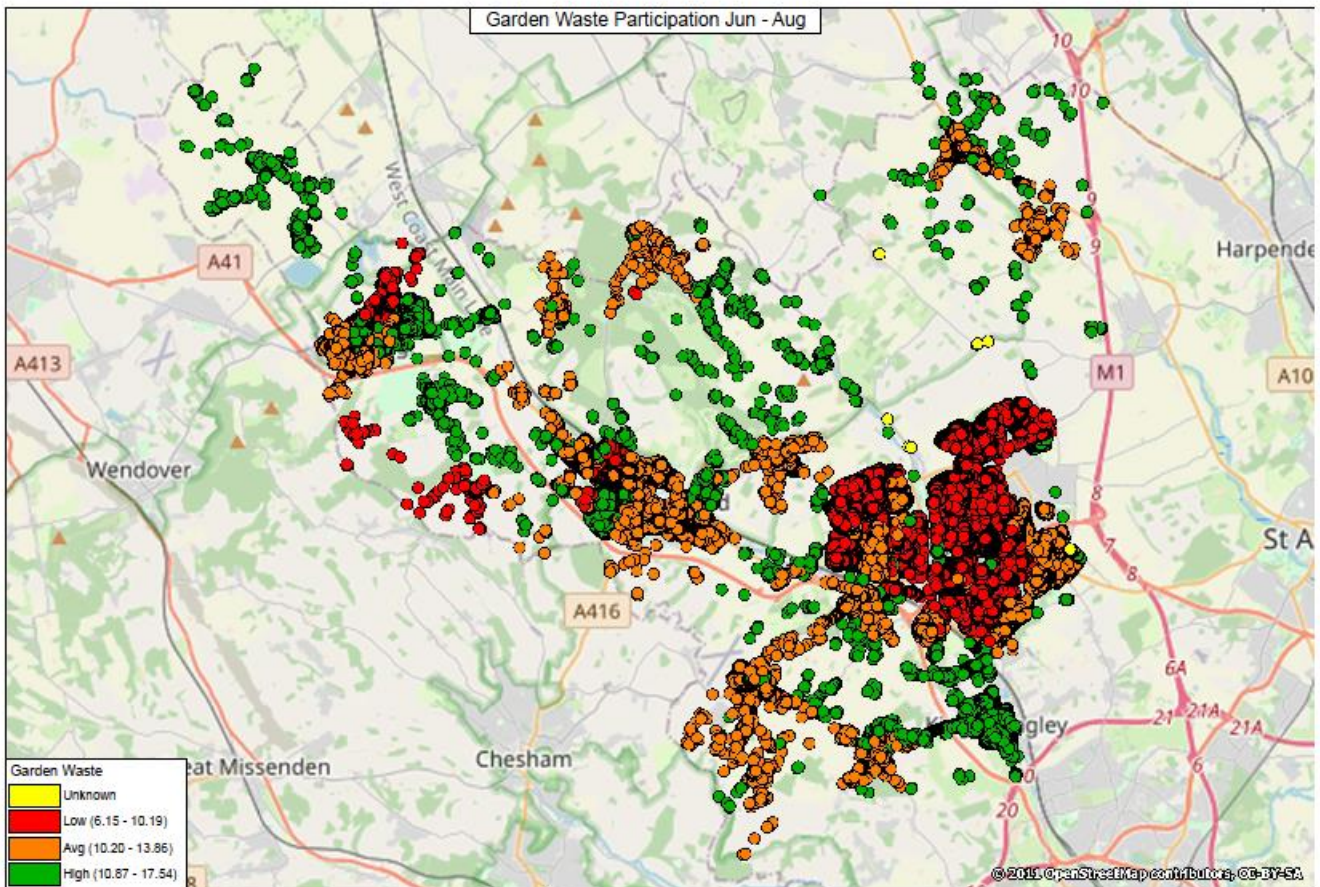 Garden Waste Participation Jun - Aug
10
10
West Coast Main Line
A41
9
9
Harpende
A413
M1
A10
Wendover
8
7
8
St A
A416
6A
21
21A
21A
Chesham
eat Missenden
6
20
Garden Waste
Unknown
Low (6.15 - 10.19)
Avg (10.20 - 13.86)
High (10.87 - 17.54)
© 2011 OpenStreetMap contributors, CC-BY-SA